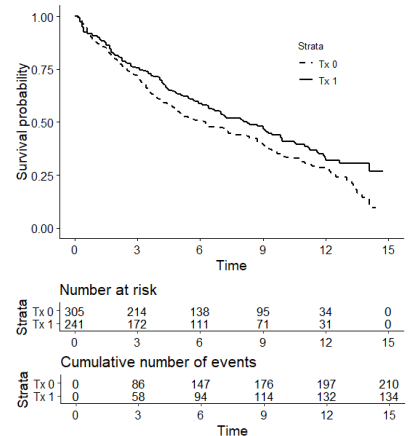 Survival probability
1.00
0.75
0.50
0.25
0.00
Strata
Tx 0
Tx 1
0 3 6 9 12 15
Time
Number at risk
Strata
Tx 0 305 214 138 95 34 0
Tx 1 241 172 111 71 31 0
0 3 6 9 12 15
Cumulative number of events
Strata
Tx 0 0 86 147 176 197 210
Tx 1 0 58 94 114 132 134
0 3 6 9 12 15
Time